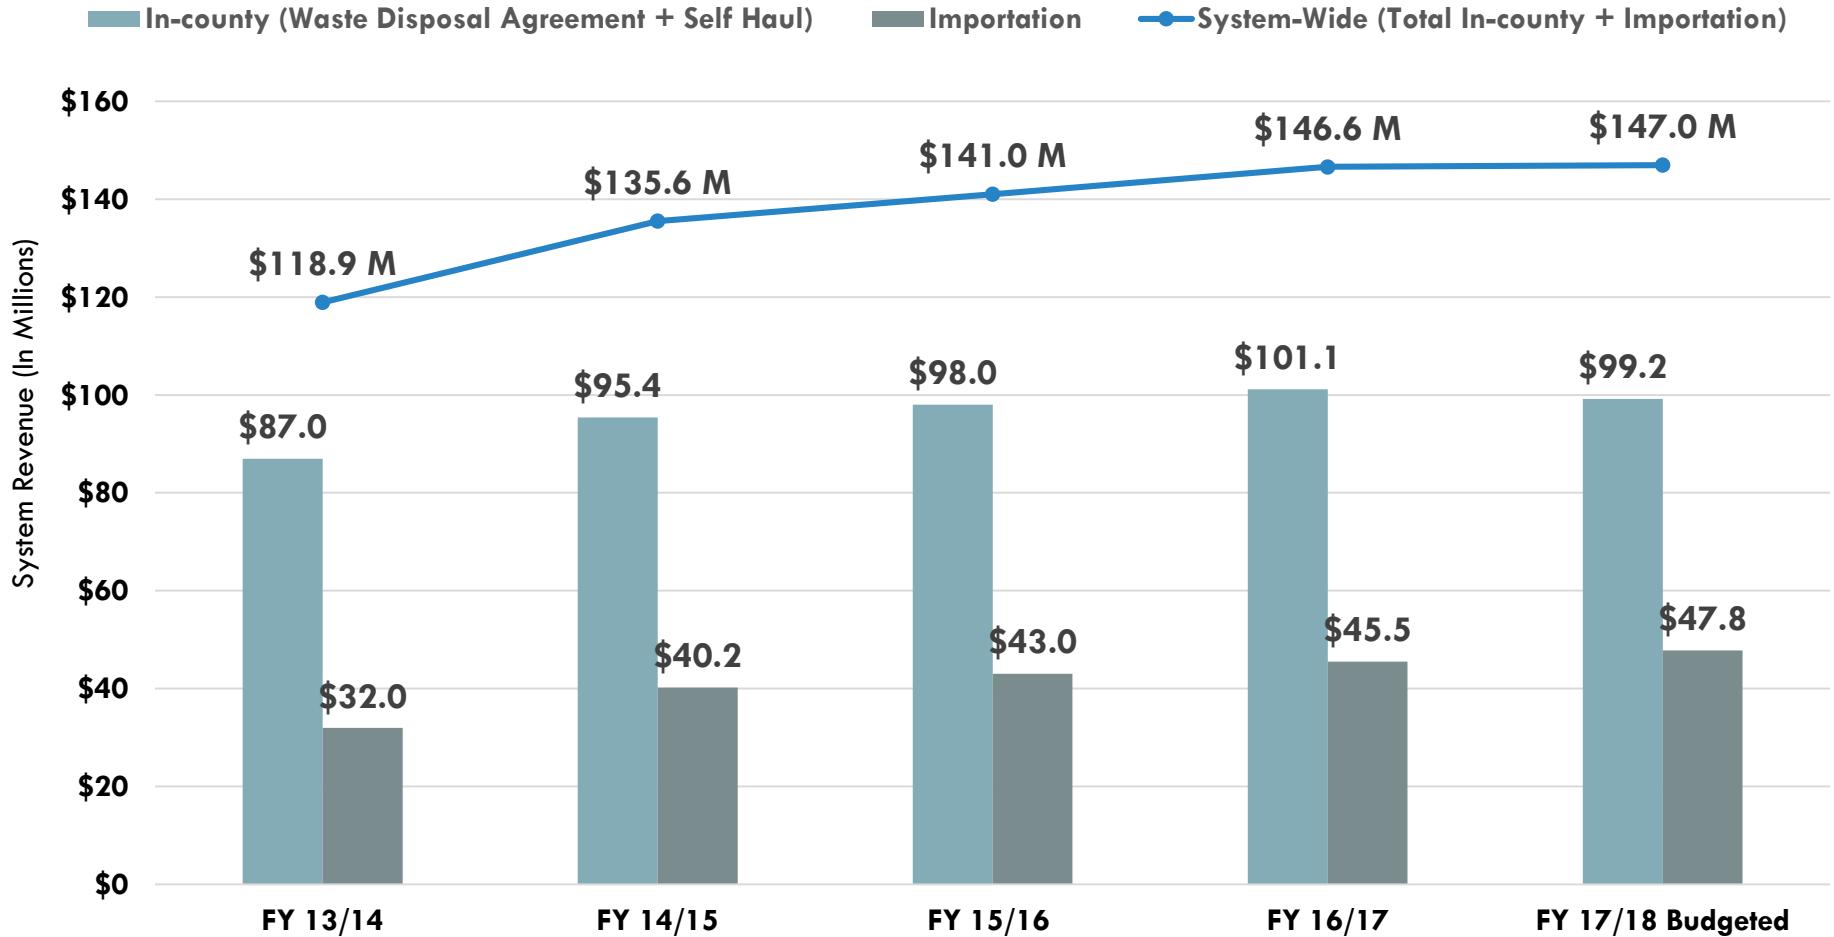 In-county (Waste Disposal Agreement + Self Haul) Importation System-Wide (Total In-county + Importation)
System Revenue (In Millions)
$160
$140
$120
$100
$80
$60
$40
$20
$0
$118.9 M
$135.6 M
$141.0 M
$146.6 M
$147.0 M
$87.0
$32.0
$95.4
$40.2
$98.0
$43.0
$101.1
$45.5
$99.2
$47.8
FY 13/14 FY 14/15 FY 15/16 FY 16/17 FY 17/18 Budgeted